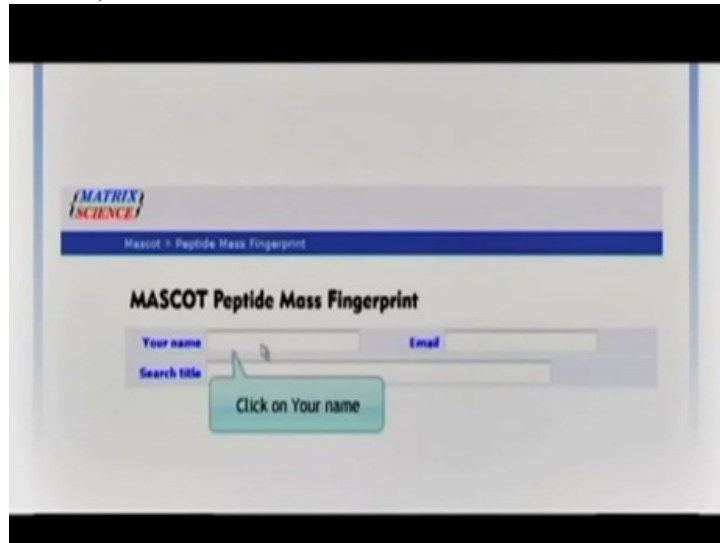 {MATRIX}
{SCIENCE}
Mascot > Peptide Mass Fingerprint
MASCOT Peptide Mass Fingerprint
Your name Email
Search title
Click on Your name